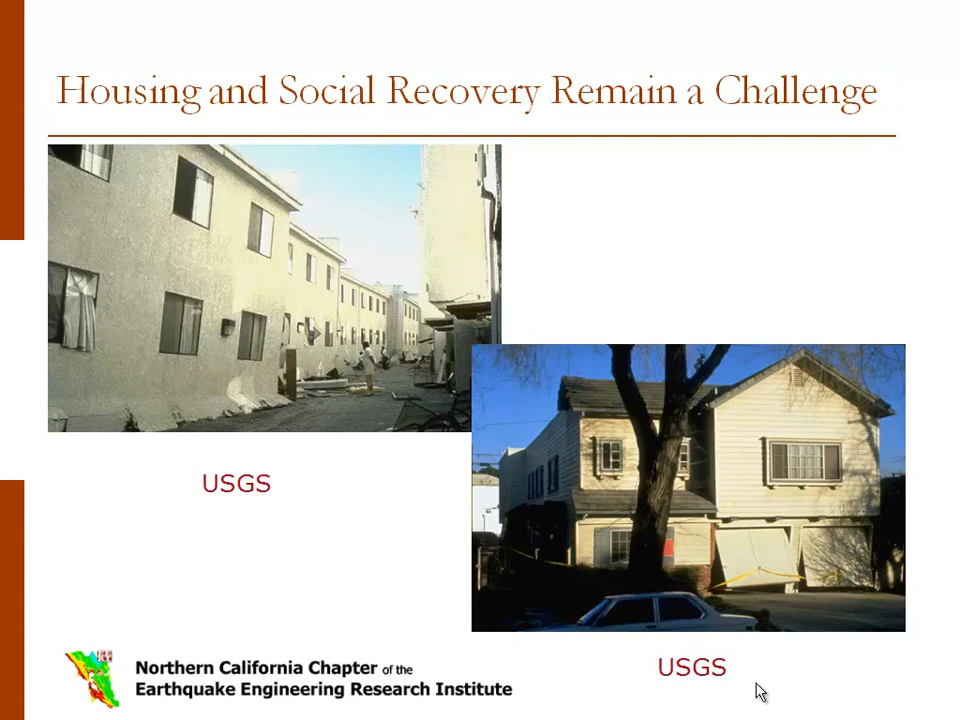 Housing and Social Recovery Remain a Challenge
USGS
USGS
Northern California Chapter of the
Earthquake Engineering Research Institute